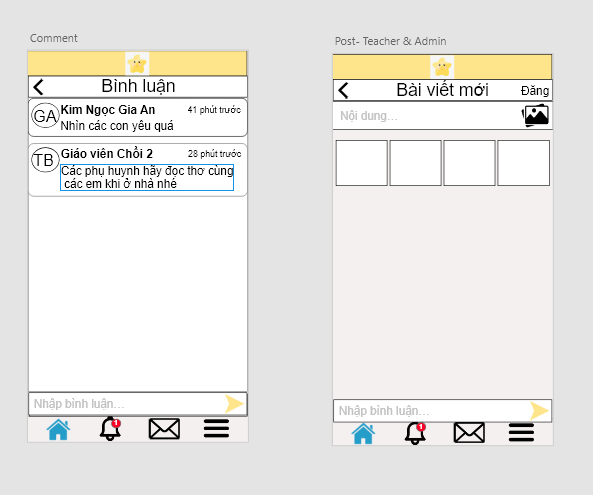 Comment
Bình luận
GA
Kim Ngọc Gia An
41 phút trước
Nhìn các con yêu quá
TB
Giáo viên Chồi 2
28 phút trước
Các phụ huynh hãy đọc thơ cùng
các em khi ở nhà nhé
Nhập bình luận...
1
Post- Teacher & Admin
Bài viết mới
Đăng
Nội dung...
Nhập bình luận...
1